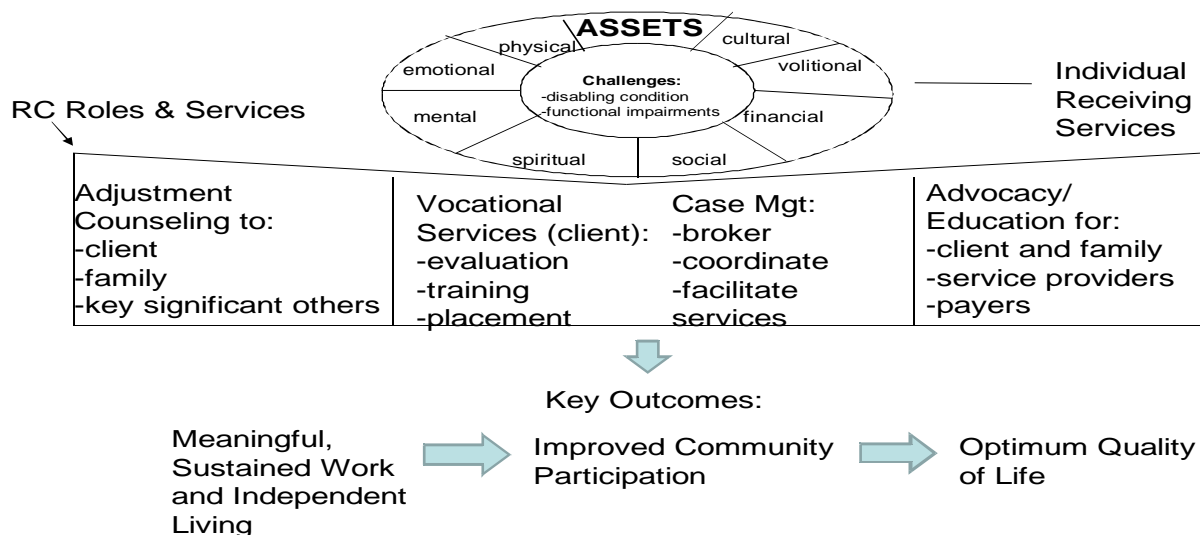 ASSETS
physical
cultural
emotional
volitional
Challenges:
-disabling condition
-functional impairments
mental
financial
spiritual
social
Individual
Receiving
Services
RC Roles & Services
Adjustment
Counseling to:
-client
-family
-key significant others
Vocational
Services (client):
-evaluation
-training
-placement
Case Mgt:
-broker
-coordinate
-facilitate
services
Advocacy/
Education for:
-client and family
-service providers
-payers
Key Outcomes:
Meaningful,
Sustained Work
and Independent
Living
Improved Community
Participation
Optimum Quality
of Life